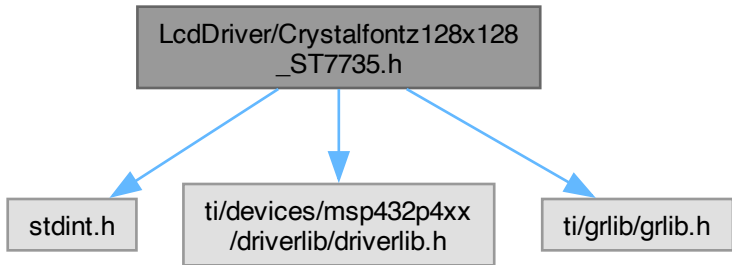 LcdDriver/Crystalfontz128x128
_ST7735.h
stdint.h
ti/devices/msp432p4xx
/driverlib/driverlib.h
ti/grlib/grlib.h